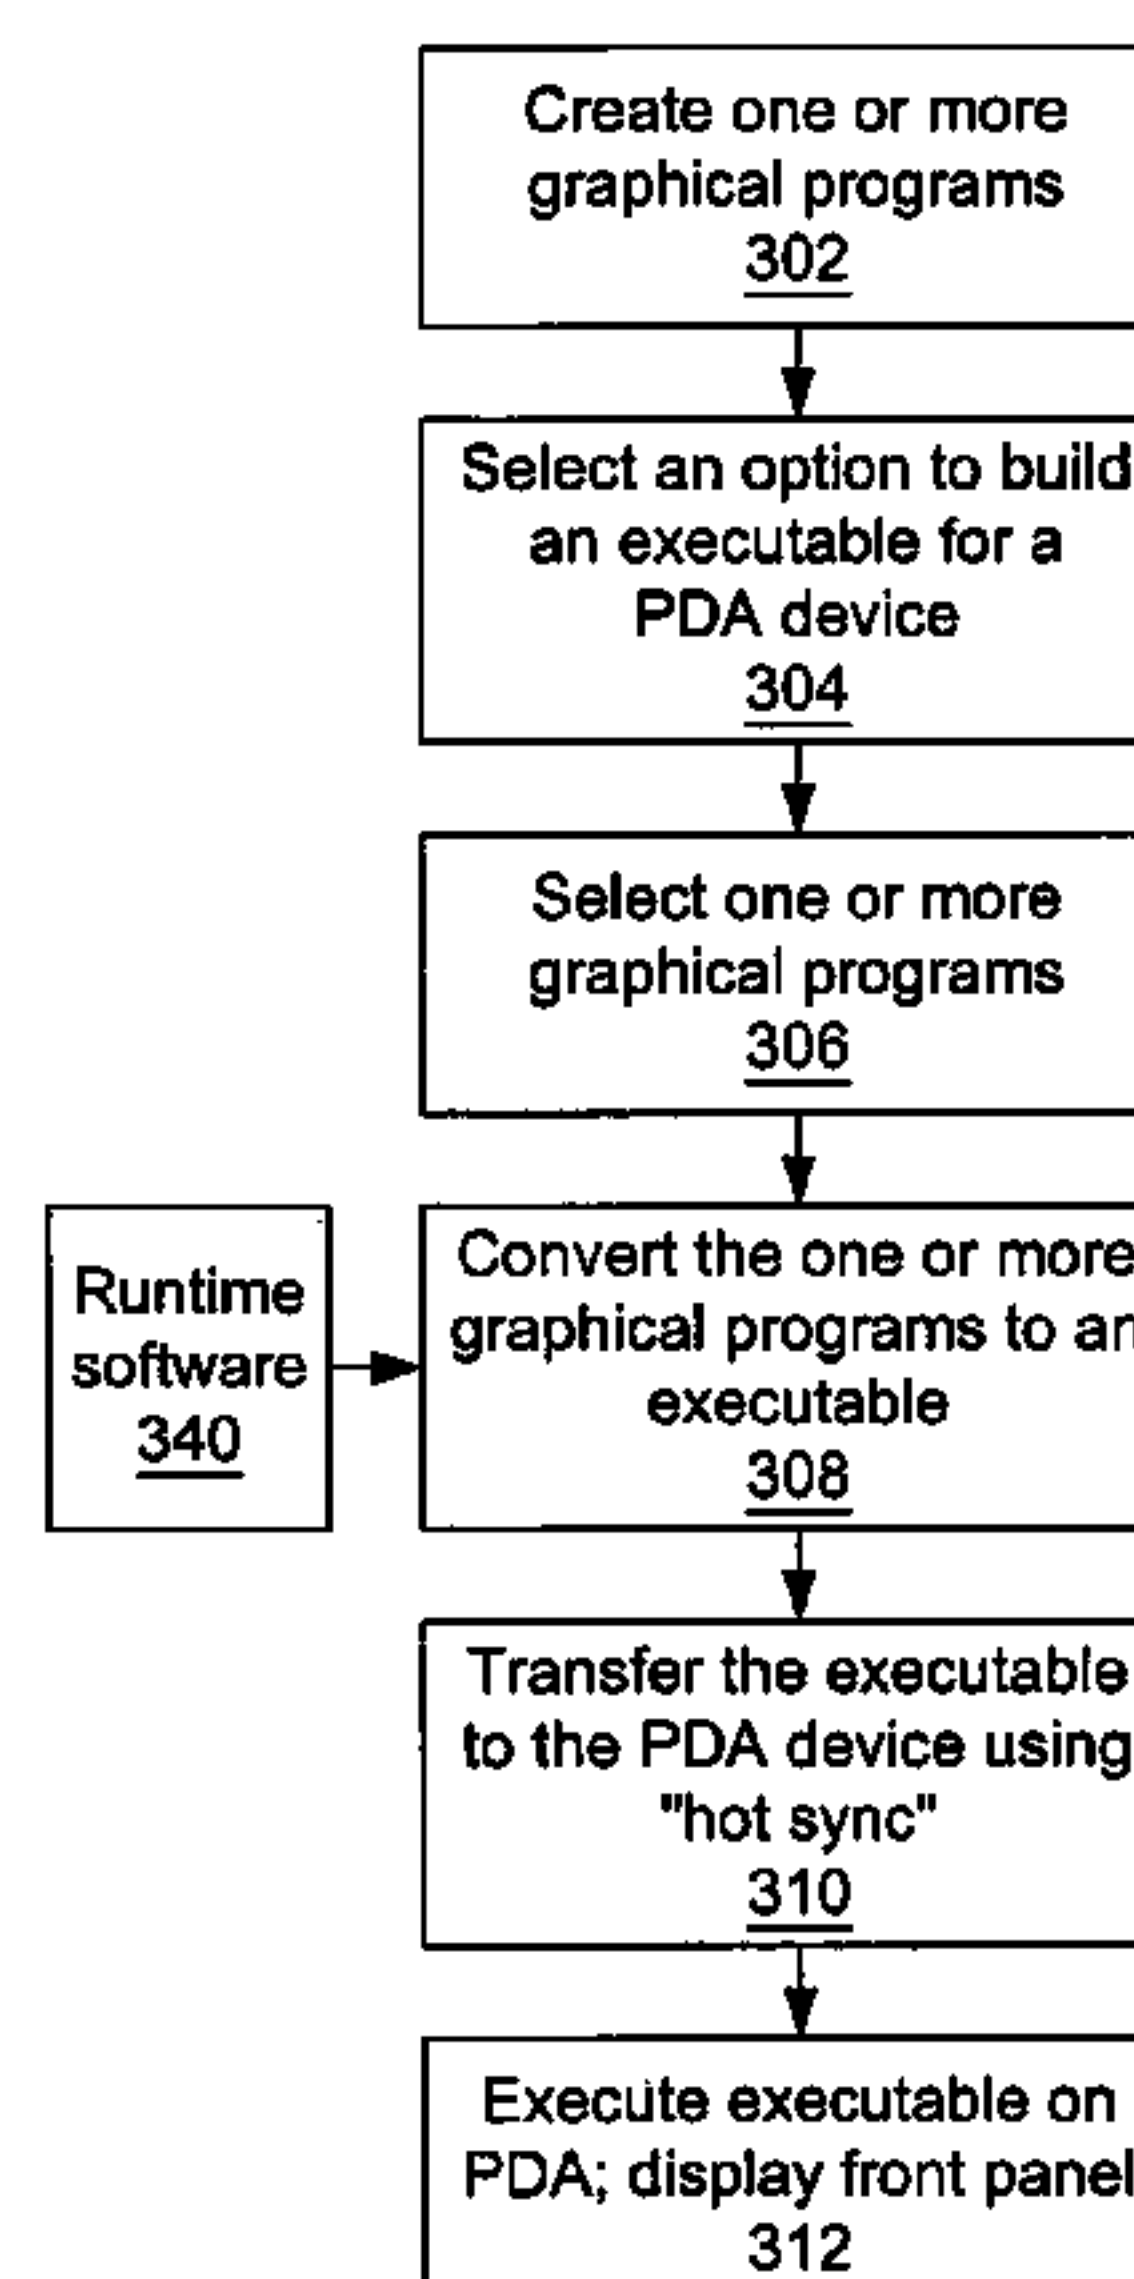 Create one or more
graphical programs
302
Select an option to build
an executable for a
PDA device
304
Select one or more
graphical programs
306
Runtime
software
340
Convert the one or more
graphical programs to an
executable
308
Transfer the executable
to the PDA device using
"hot sync"
310
Execute executable on
PDA; display front panel
312